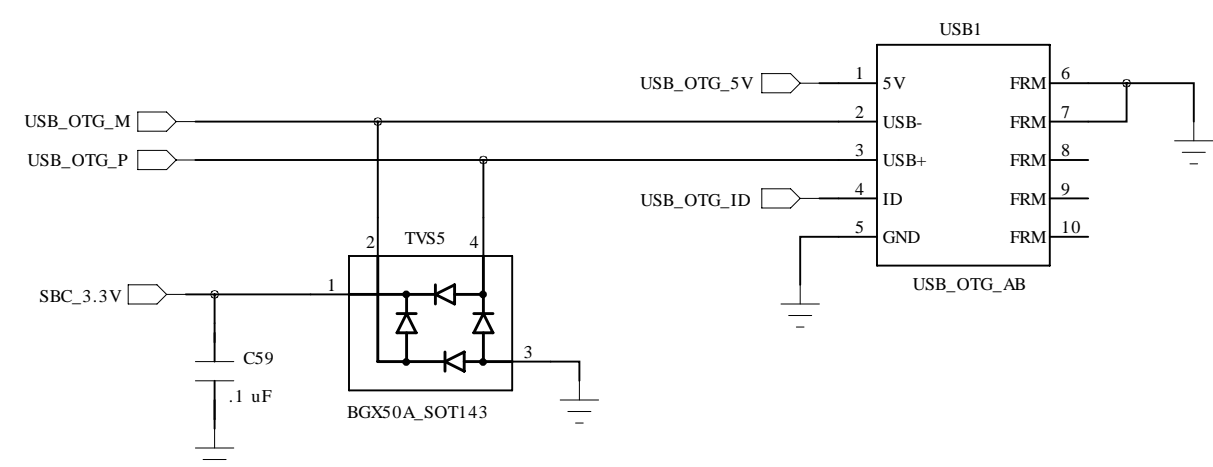 USB1
USB_OTG_5V 1 5V FRM 6
USB_OTG_M 2 USB- FRM 7
USB_OTG_P 3 USB+ FRM 8
USB_OTG_ID 4 ID FRM 9
2 TVS5 4 5 GND FRM 10
USB_OTG_AB
SBC_3.3V 1
C59 3
.1 uF
BGX50A_SOT143